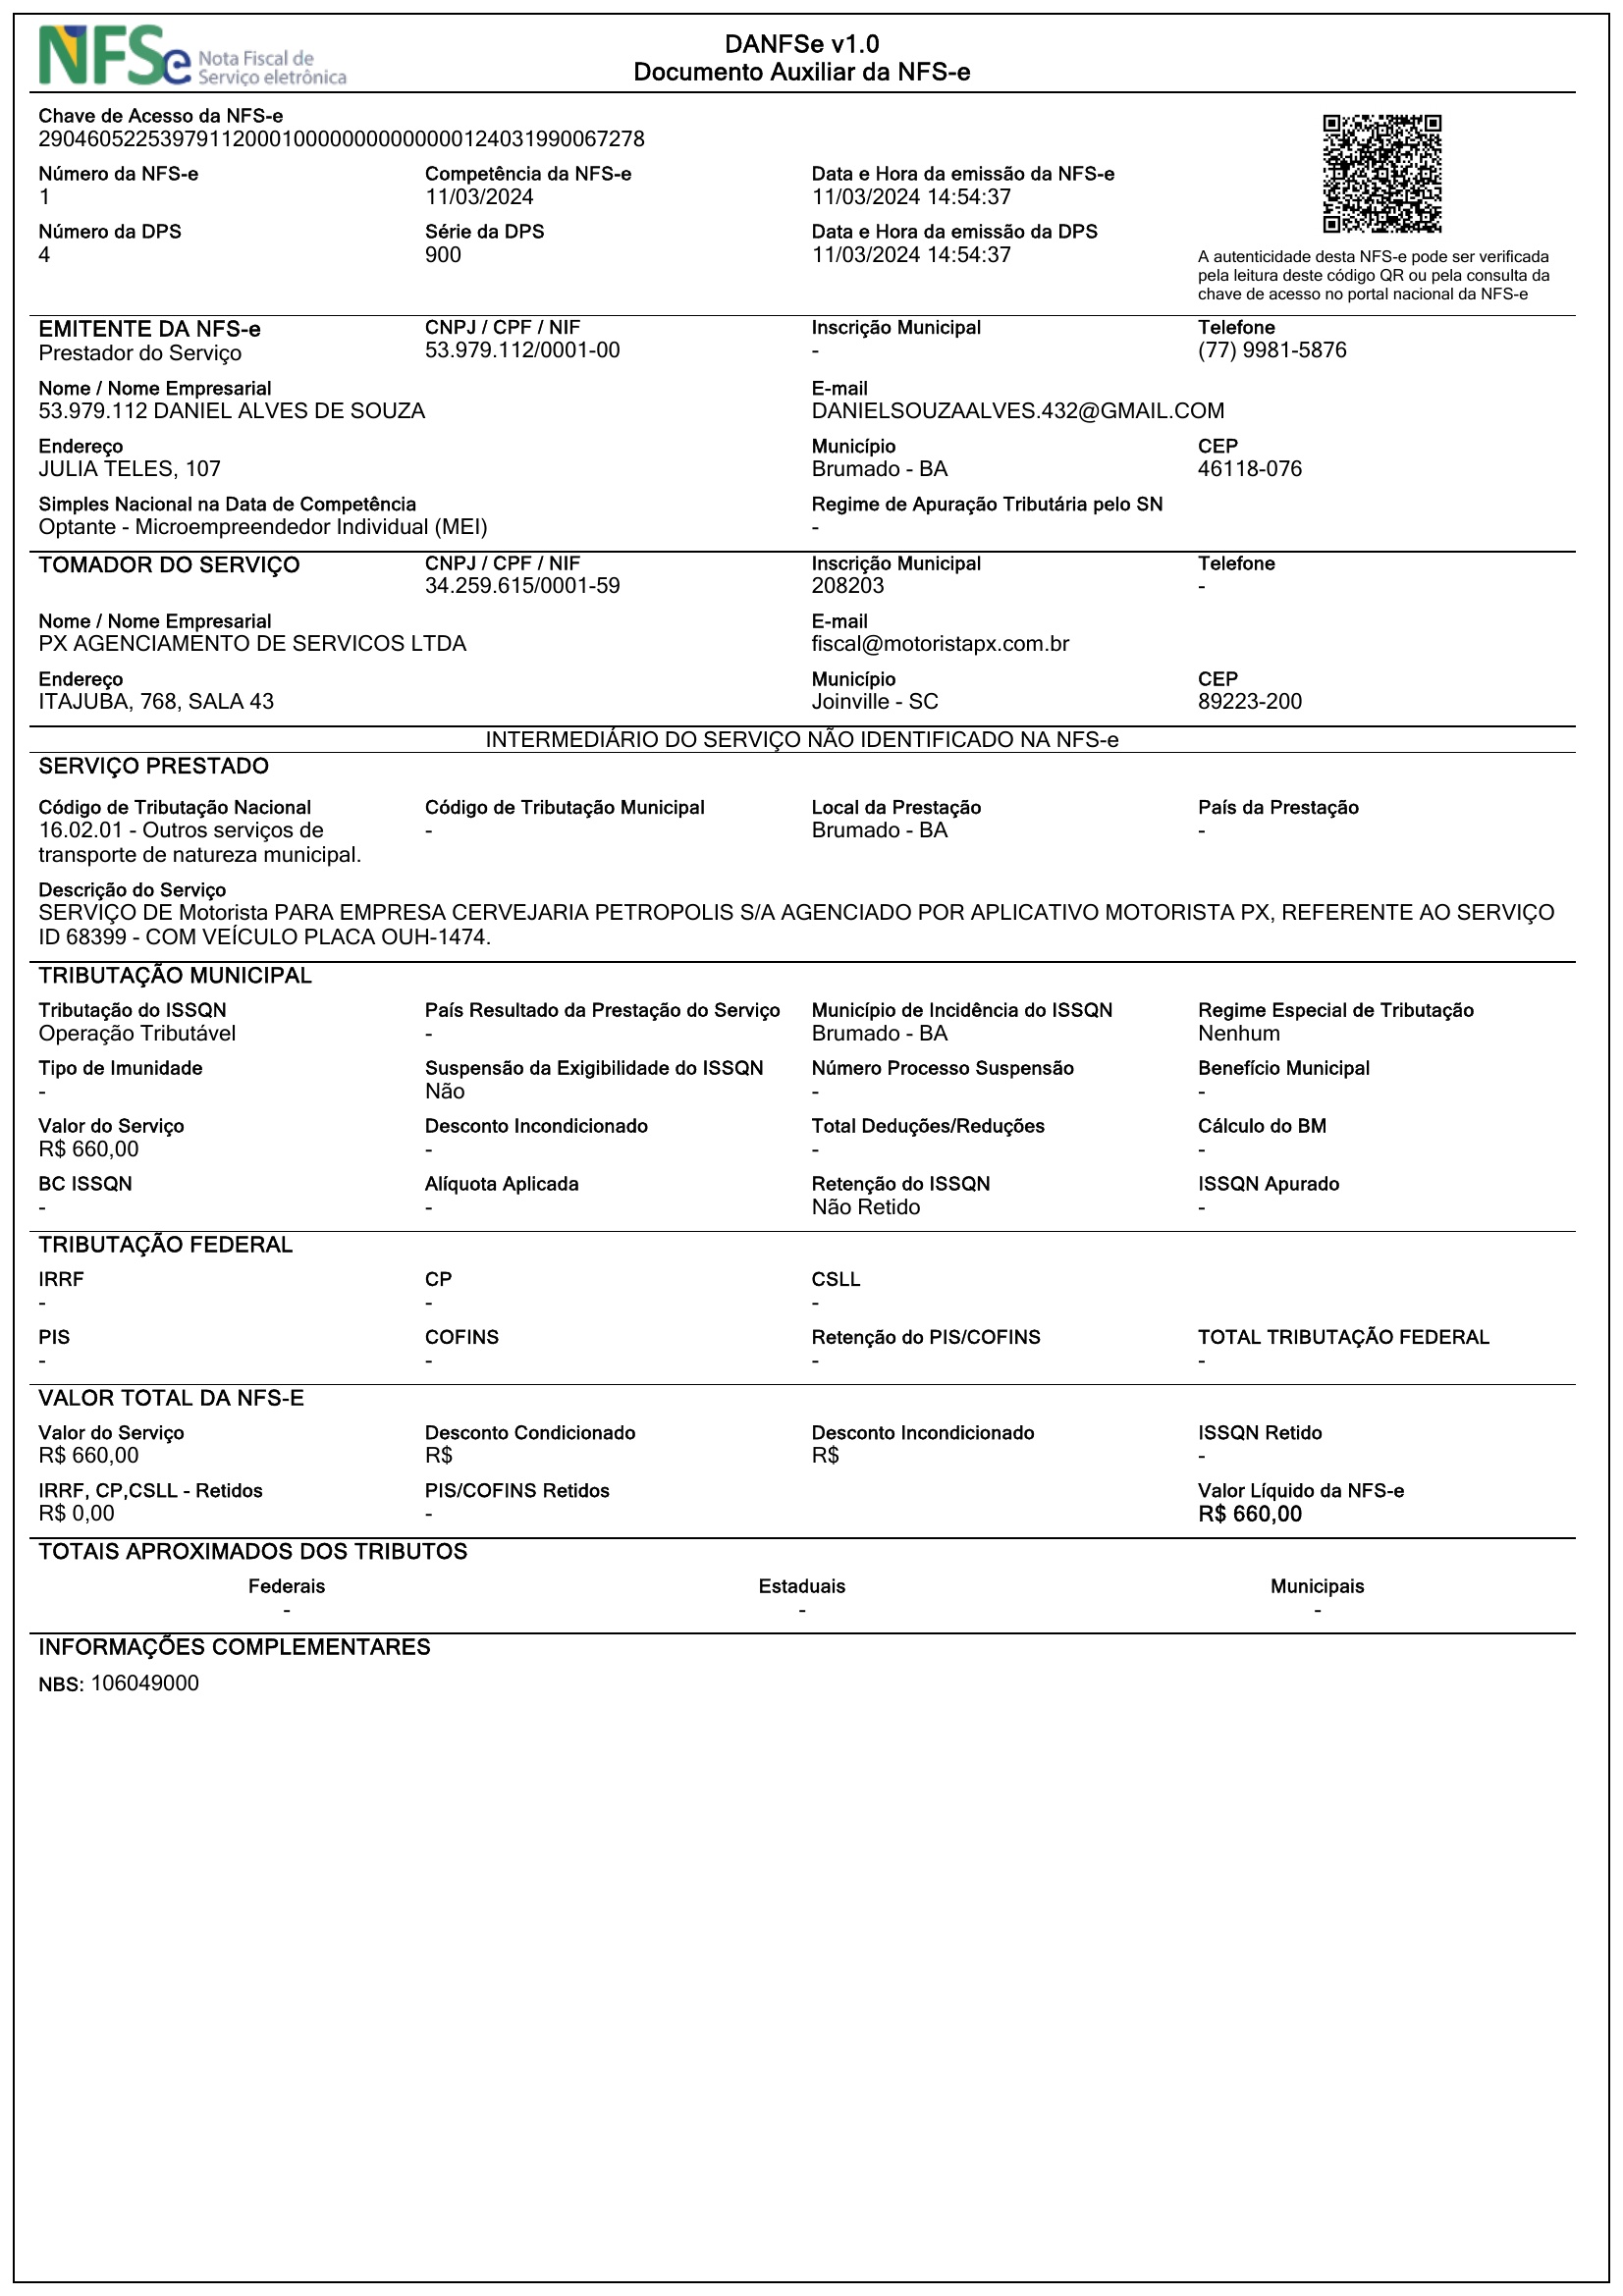 NFSe Nota Fiscal de
Serviço eletrônica
DANFSe v1.0
Documento Auxiliar da NFS-e
Chave de Acesso da NFS-e
29046052253979112000100000000000000124031990067278
Número da NFS-e Competência da NFS-e Data e Hora da emissão da NFS-e
1 11/03/2024 11/03/2024 14:54:37
Número da DPS Série da DPS Data e Hora da emissão da DPS
4 900 11/03/2024 14:54:37
A autenticidade desta NFS-e pode ser verificada
pela leitura deste código QR ou pela consulta da
chave de acesso no portal nacional da NFS-e
EMITENTE DA NFS-e CNPJ / CPF / NIF Inscrição Municipal Telefone
Prestador do Serviço 53.979.112/0001-00 - (77) 9981-5876
Nome / Nome Empresarial E-mail
53.979.112 DANIEL ALVES DE SOUZA DANIELSOUZAALVES.432@GMAIL.COM
Endereço Município CEP
JULIA TELES, 107 Brumado - BA 46118-076
Simples Nacional na Data de Competência Regime de Apuração Tributária pelo SN
Optante - Microempreendedor Individual (MEI) -
TOMADOR DO SERVIÇO CNPJ / CPF / NIF Inscrição Municipal Telefone
34.259.615/0001-59 208203 -
Nome / Nome Empresarial E-mail
PX AGENCIAMENTO DE SERVICOS LTDA fiscal@motoristapx.com.br
Endereço Município CEP
ITAJUBA, 768, SALA 43 Joinville - SC 89223-200
INTERMEDIÁRIO DO SERVIÇO NÃO IDENTIFICADO NA NFS-e
SERVIÇO PRESTADO
Código de Tributação Nacional Código de Tributação Municipal Local da Prestação País da Prestação
16.02.01 - Outros serviços de - Brumado - BA -
transporte de natureza municipal.
Descrição do Serviço
SERVIÇO DE Motorista PARA EMPRESA CERVEJARIA PETROPOLIS S/A AGENCIADO POR APLICATIVO MOTORISTA PX, REFERENTE AO SERVIÇO
ID 68399 - COM VEÍCULO PLACA OUH-1474.
TRIBUTAÇÃO MUNICIPAL
Tributação do ISSQN País Resultado da Prestação do Serviço Município de Incidência do ISSQN Regime Especial de Tributação
Operação Tributável - Brumado - BA Nenhum
Tipo de Imunidade Suspensão da Exigibilidade do ISSQN Número Processo Suspensão Benefício Municipal
- Não - -
Valor do Serviço Desconto Incondicionado Total Deduções/Reduções Cálculo do BM
R$ 660,00 - - -
BC ISSQN Alíquota Aplicada Retenção do ISSQN ISSQN Apurado
- - Não Retido -
TRIBUTAÇÃO FEDERAL
IRRF CP CSLL
- - -
PIS COFINS Retenção do PIS/COFINS TOTAL TRIBUTAÇÃO FEDERAL
- - - -
VALOR TOTAL DA NFS-E
Valor do Serviço Desconto Condicionado Desconto Incondicionado ISSQN Retido
R$ 660,00 R$ R$ -
IRRF, CP,CSLL - Retidos PIS/COFINS Retidos Valor Líquido da NFS-e
R$ 0,00 - R$ 660,00
TOTAIS APROXIMADOS DOS TRIBUTOS
Federais Estaduais Municipais
- - -
INFORMAÇÕES COMPLEMENTARES
NBS: 106049000